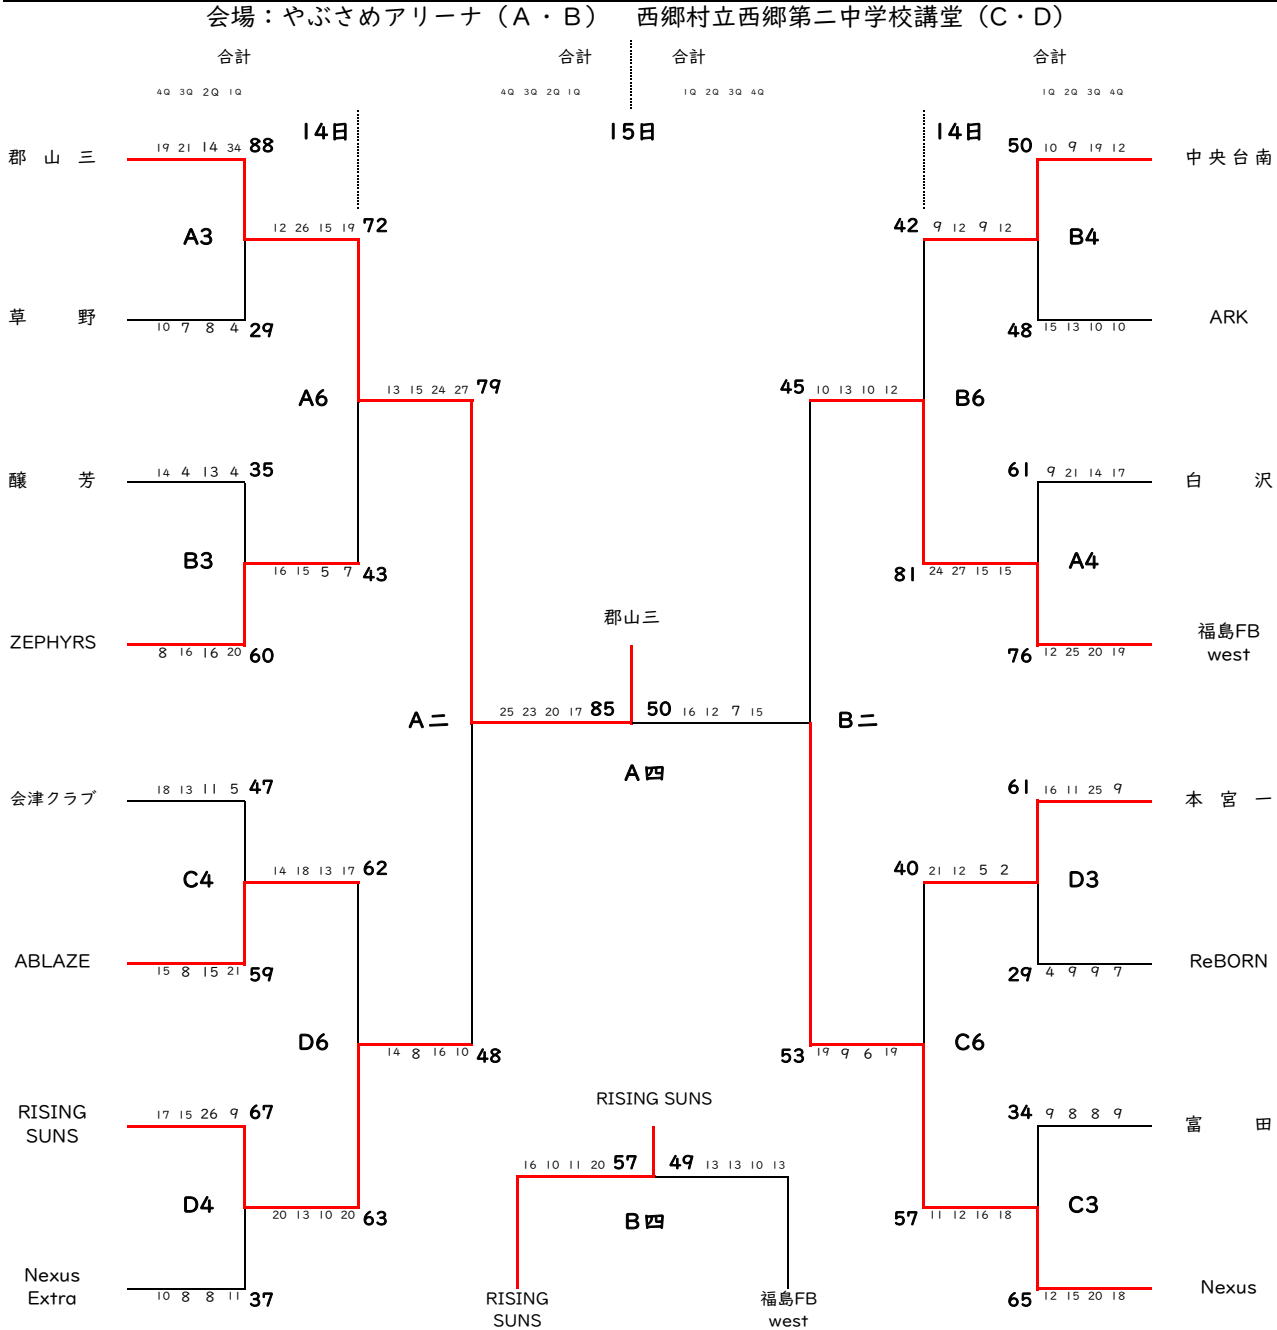 会場：やぶさめアリーナ（A・B）　西郷村立西郷第二中学校講堂（C・D）
合計 合計 合計 合計
4Q 3Q 2Q 1Q 4Q 3Q 2Q 1Q 1Q 2Q 3Q 4Q 1Q 2Q 3Q 4Q
14日 15日 14日
郡山三 19 21 14 34 88 50 10 9 19 12 中央台南
12 26 15 19 72 42 9 12 9 12
A3 B4
草野 10 7 8 4 29 48 15 13 10 10 ARK
13 15 24 27 79 45 10 13 10 12
A6 B6
醸芳 14 4 13 4 35 61 9 21 14 17 白沢
B3 A4
16 15 5 7 43 81 24 27 15 15
郡山三
ZEPHYRS 8 16 16 20 60 76 12 25 20 19 福島FB
west
A二 25 23 20 17 85 50 16 12 7 15 B二
A四
会津クラブ 18 13 11 5 47 61 16 11 25 9 本宮一
14 18 13 17 62 40 21 12 5 2
C4 D3
ABLAZE 15 8 15 21 59 29 4 9 9 7 ReBORN
D6 C6
14 8 16 10 48 53 19 9 6 19
RISING SUNS
RISING
SUNS 17 15 26 9 67 34 9 8 8 9 富田
16 10 11 20 57 49 13 13 10 13
D4 C3
20 13 10 20 63 57 11 12 16 18
B四
Nexus
Extra 10 8 8 11 37 65 12 15 20 18 Nexus
RISING
SUNS
福島FB
west